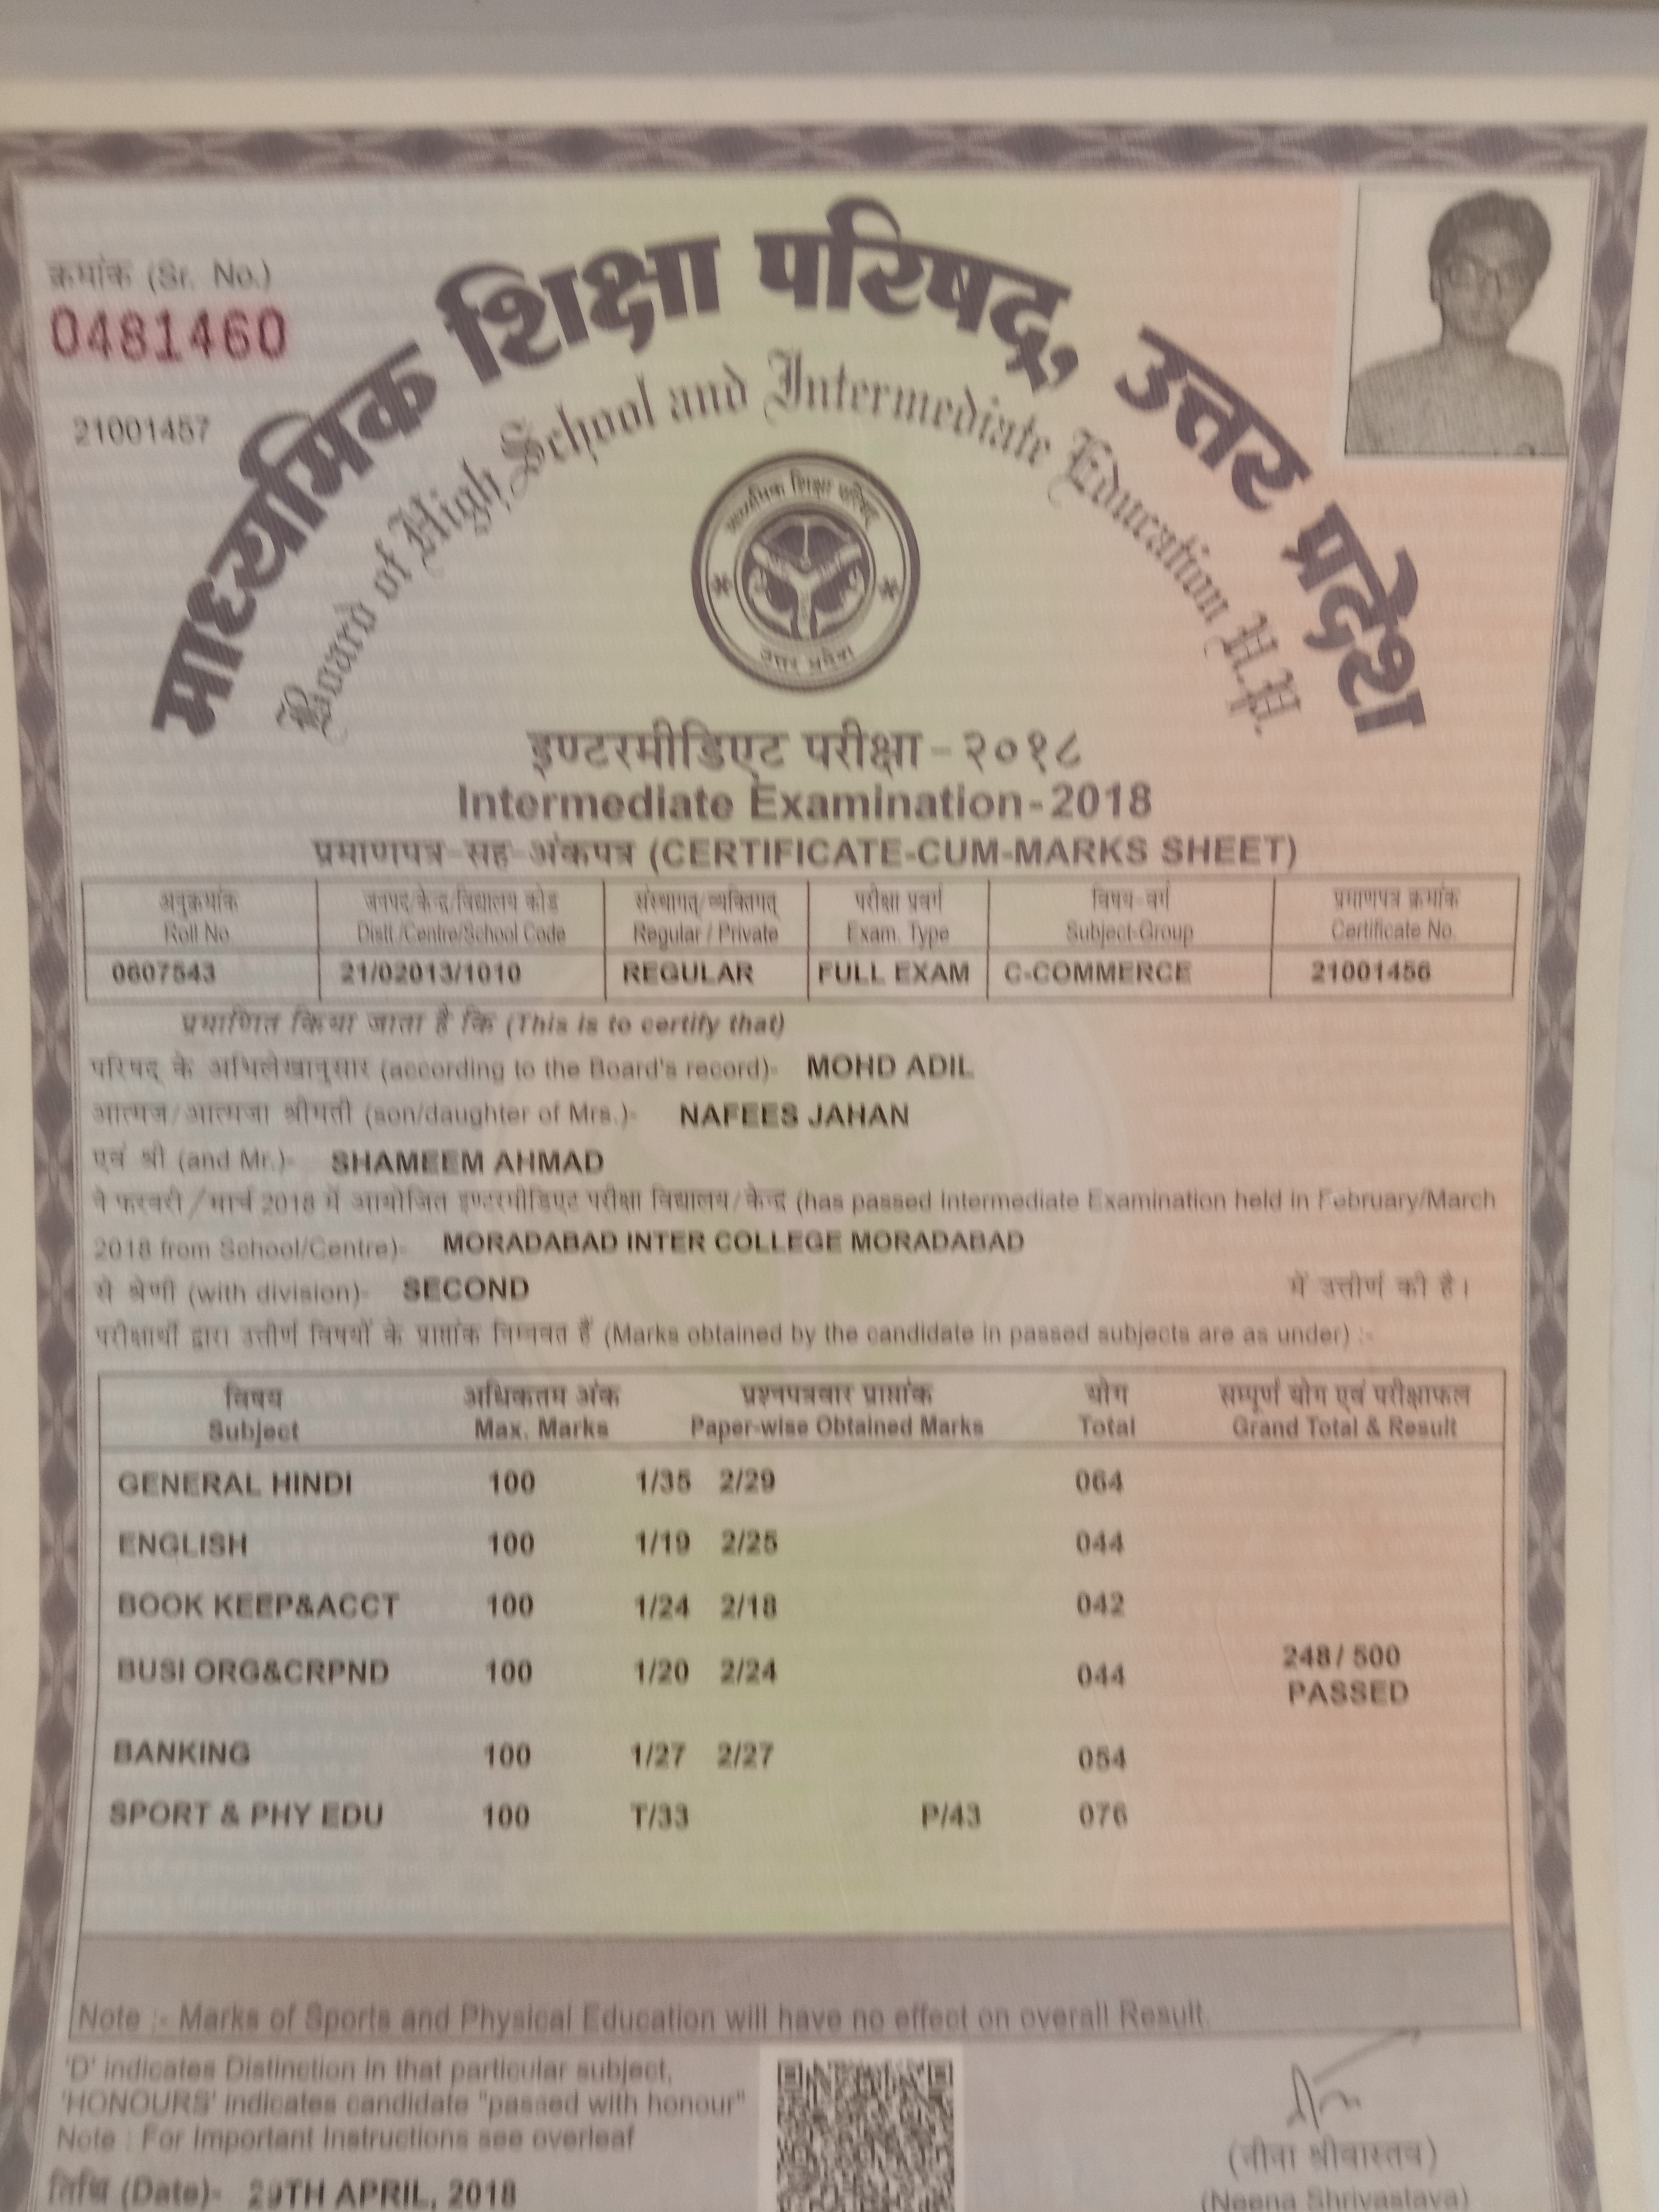 क्रमांक (Sr. No.)
0481460
21001457
माध्यमिक शिक्षा परिषद्, उत्तर प्रदेश
Board of High School and Intermediate Education U.P.
माध्यमिक शिक्षा परिषद्
उत्तर प्रदेश
इण्टरमीडिएट परीक्षा - २०१८
Intermediate Examination-2018
प्रमाणपत्र-सह-अंकपत्र (CERTIFICATE-CUM-MARKS SHEET)
अनुक्रमांक जनपद/केन्द्र/विद्यालय कोड संस्थागत्/व्यक्तिगत् परीक्षा प्रवर्ग विषय-वर्ग प्रमाणपत्र क्रमांक
Roll No Distt./Centre/School Code Regular / Private Exam. Type Subject-Group Certificate No.
0607543 21/02013/1010 REGULAR FULL EXAM C-COMMERCE 21001456
प्रमाणित किया जाता है कि (This is to certify that)
परिषद के अभिलेखानुसार (according to the Board's record)- MOHD ADIL
आत्मज/आत्मजा श्रीमती (son/daughter of Mrs.)- NAFEES JAHAN
एवं श्री (and Mr.)- SHAMEEM AHMAD
ने फरवरी/मार्च 2018 में आयोजित इण्टरमीडिएट परीक्षा विद्यालय/केन्द्र (has passed Intermediate Examination held in February/March
2018 from School/Centre)- MORADABAD INTER COLLEGE MORADABAD
से श्रेणी (with division)- SECOND में उत्तीर्ण की है।
परीक्षार्थी द्वारा उत्तीर्ण विषयों के प्राप्तांक निम्नवत हैं (Marks obtained by the candidate in passed subjects are as under) :-
विषय अधिकतम अंक प्रश्नपत्रवार प्राप्तांक योग सम्पूर्ण योग एवं परीक्षाफल
Subject Max. Marks Paper-wise Obtained Marks Total Grand Total & Result
GENERAL HINDI 100 1/35 2/29 064
ENGLISH 100 1/19 2/25 044
BOOK KEEP&ACCT 100 1/24 2/18 042
BUSI ORG&CRPND 100 1/20 2/24 044 248/ 500
PASSED
BANKING 100 1/27 2/27 054
SPORT & PHY EDU 100 T/33 P/43 076
Note :- Marks of Sports and Physical Education will have no effect on overall Result.
'D' indicates Distinction in that particular subject,
'HONOURS' indicates candidate "passed with honour"
Note : For Important Instructions see overleaf
तिथि (Date)- 29TH APRIL, 2018
(नीना श्रीवास्तव)
(Neena Shrivastava)